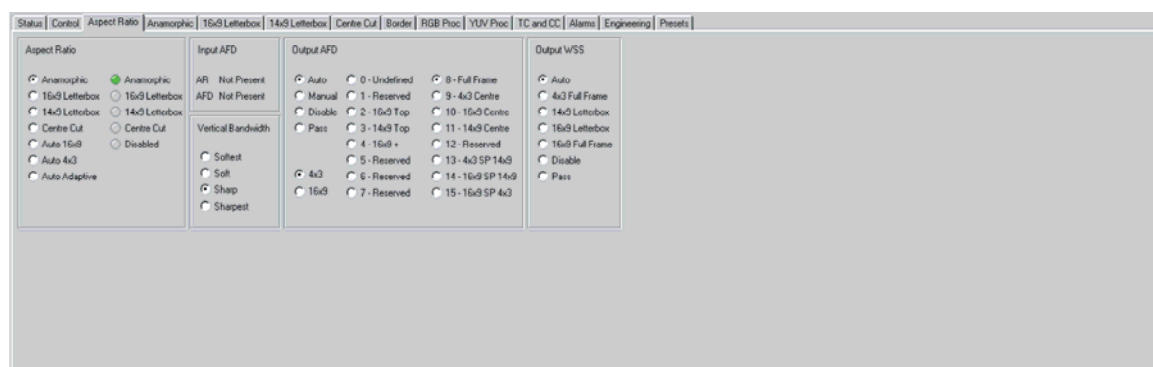 Status Control Aspect Ratio Anamorphic 16x9 Letterbox 14x9 Letterbox Centre Cut Border RGB Proc YUV Proc TC and CC Alarms Engineering Presets
Aspect Ratio
Anamorphic Anamorphic
16x9 Letterbox 16x9 Letterbox
14x9 Letterbox 14x9 Letterbox
Centre Cut Centre Cut
Auto 16x9 Disabled
Auto 4x3
Auto Adaptive
Input AFD
AR Not Present
AFD Not Present
Vertical Bandwidth
Softest
Soft
Sharp
Sharpest
Output AFD
Auto 0 - Undefined 8 - Full Frame
Manual 1 - Reserved 9 - 4x3 Centre
Disable 2 - 16x9 Top 10 - 16x9 Centre
Pass 3 - 14x9 Top 11 - 14x9 Centre
4 - 16x9 + 12 - Reserved
5 - Reserved 13 - 4x3 SP 14x9
4x3 6 - Reserved 14 - 16x9 SP 14x9
16x9 7 - Reserved 15 - 16x9 SP 4x3
Output WSS
Auto
4x3 Full Frame
14x9 Letterbox
16x9 Letterbox
16x9 Full Frame
Disable
Pass